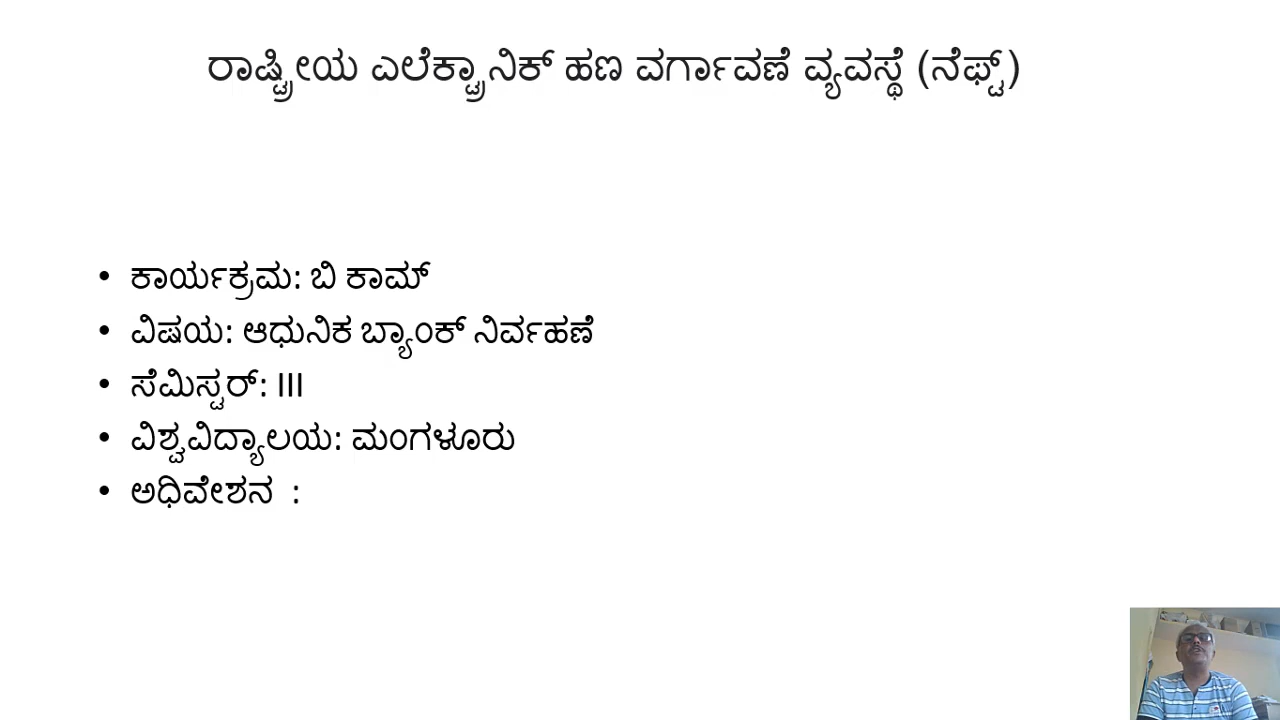 ರಾಷ್ಟ್ರೀಯ ಎಲೆಕ್ಟ್ರಾನಿಕ್ ಹಣ ವರ್ಗಾವಣೆ ವ್ಯವಸ್ಥೆ (ನೆಫ್ಟ್)
• ಕಾರ್ಯಕ್ರಮ: ಬಿ ಕಾಮ್
• ವಿಷಯ: ಆಧುನಿಕ ಬ್ಯಾಂಕ್ ನಿರ್ವಹಣೆ
• ಸೆಮಿಸ್ಟರ್: III
• ವಿಶ್ವವಿದ್ಯಾಲಯ: ಮಂಗಳೂರು
• ಅಧಿವೇಶನ :